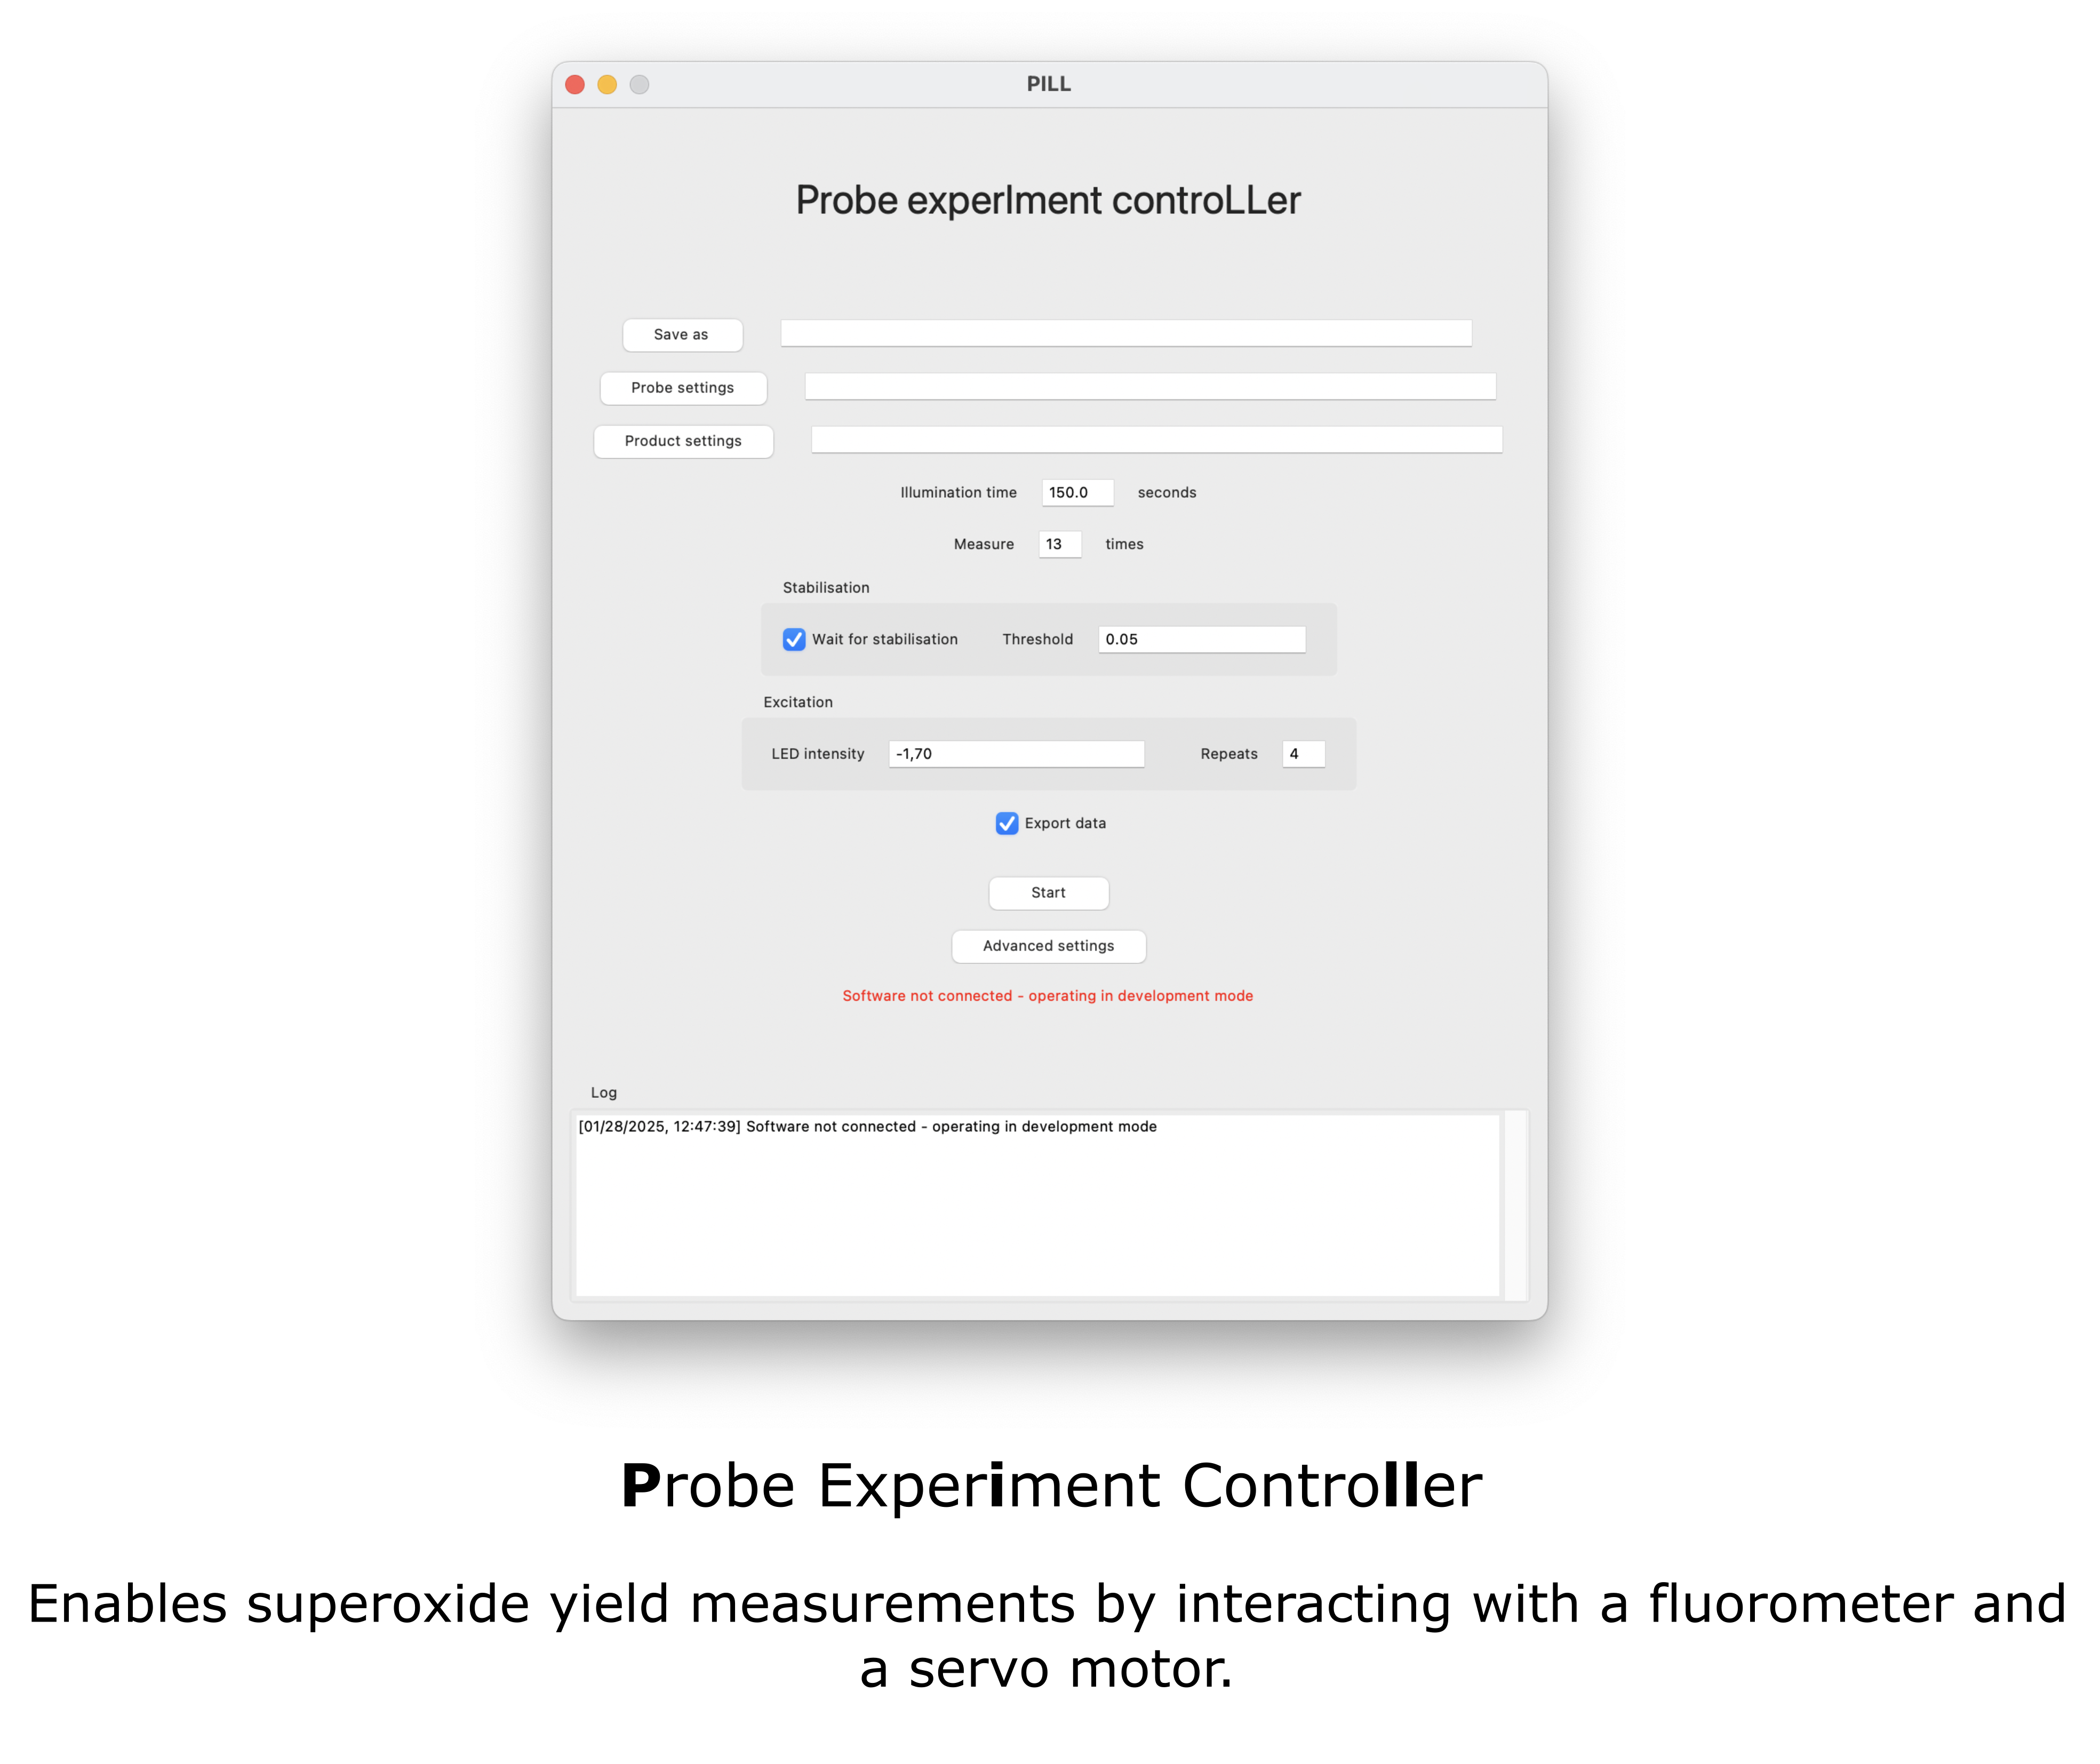 PILL
Probe experIment controLLer
Save as
Probe settings
Product settings
Illumination time 150.0 seconds
Measure 13 times
Stabilisation
Wait for stabilisation Threshold 0.05
Excitation
LED intensity -1,70 Repeats 4
Export data
Start
Advanced settings
Software not connected - operating in development mode
Log
[01/28/2025, 12:47:39] Software not connected - operating in development mode
Probe Experiment Controller
Enables superoxide yield measurements by interacting with a fluorometer and
a servo motor.